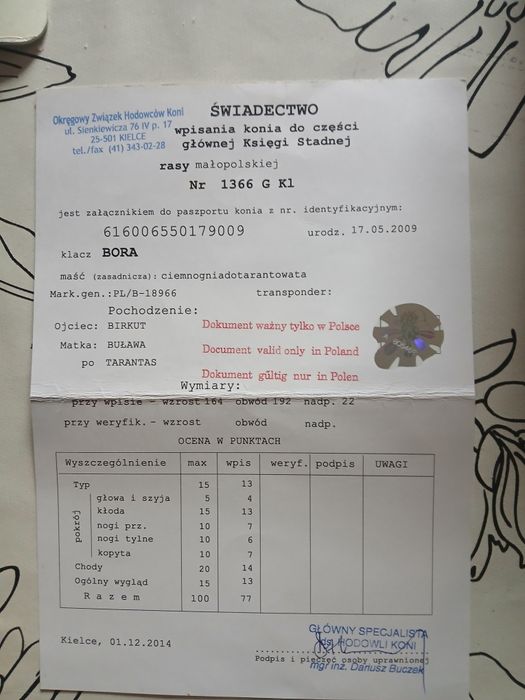 ŚWIADECTWO
Okręgowy Związek Hodowców Koni
ul. Sienkiewicza 76 IV p. 17
25-501 KIELCE
tel./fax (41) 343-02-28
wpisania konia do części
głównej Księgi Stadnej
rasy małopolskiej
Nr 1366 G Kl
jest załącznikiem do paszportu konia z nr. identyfikacyjnym:
616006550179009 urodz. 17.05.2009
klacz BORA
maść (zasadnicza): ciemnogniadotarantowata
Mark.gen.:PL/B-18966 transponder:
Pochodzenie:
Ojciec: BIRKUT Dokument ważny tylko w Polsce
Matka: BUŁAWA Document valid only in Poland
po TARANTAS Dokument gültig nur in Polen
Wymiary:
przy wpisie - wzrost 164 obwód 192 nadp. 22
przy weryfik. - wzrost obwód nadp.
OCENA W PUNKTACH
Wyszczególnienie max wpis weryf. podpis UWAGI
Typ 15 13
pokrój
głowa i szyja 5 4
kłoda 15 13
nogi prz. 10 7
nogi tylne 10 6
kopyta 10 7
Chody 20 14
Ogólny wygląd 15 13
Razem 100 77
Kielce, 01.12.2014
GŁÓWNY SPECJALISTA
ds. HODOWLI KONI
Podpis i pieczęć osoby uprawnionej
mgr inż. Dariusz Buczek